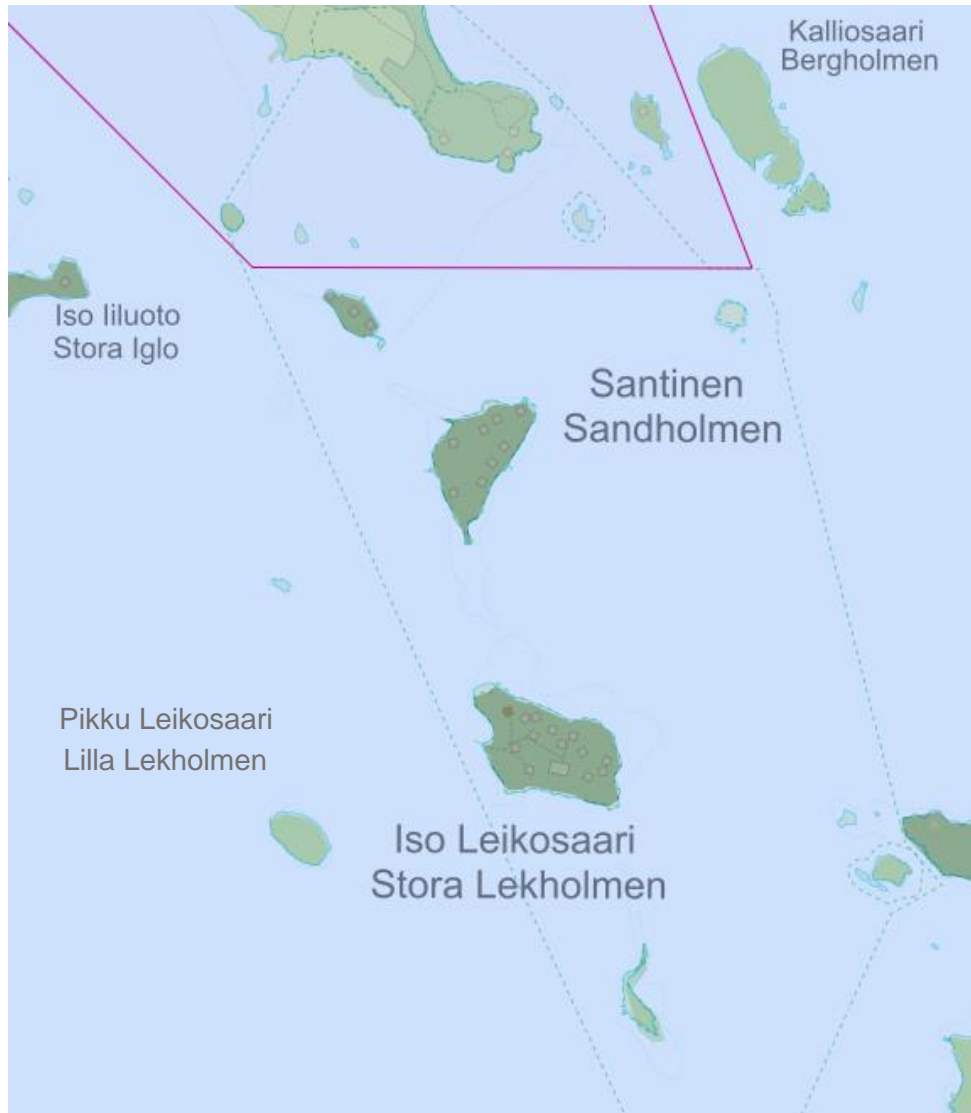 Kalliosaari
Bergholmen
Iso Iiluoto
Stora Iglo
Santinen
Sandholmen
Pikku Leikosaari
Lilla Lekholmen
Iso Leikosaari
Stora Lekholmen